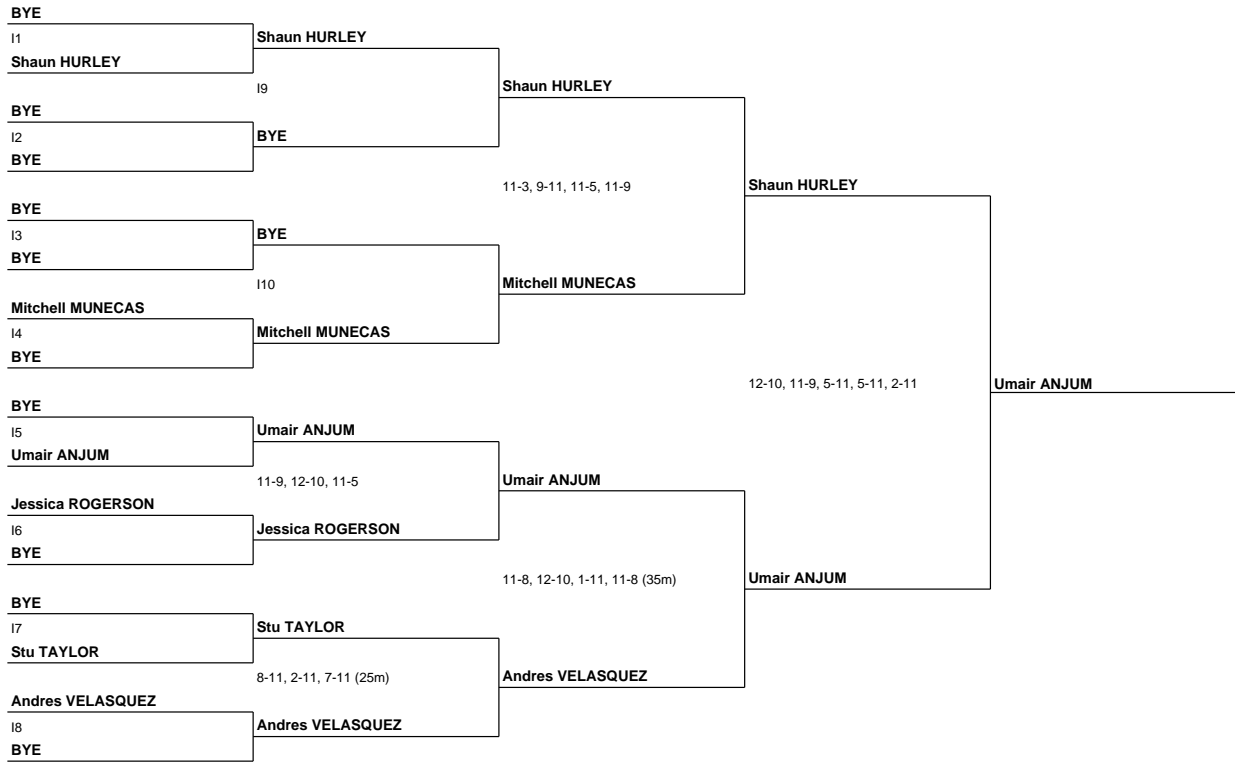 BYE
I1
Shaun HURLEY
BYE
I2
BYE
BYE
I3
BYE
Mitchell MUNECAS
I4
BYE
BYE
I5
Umair ANJUM
Jessica ROGERSON
I6
BYE
BYE
I7
Stu TAYLOR
Andres VELASQUEZ
I8
BYE
Shaun HURLEY
I9
BYE
BYE
I10
Mitchell MUNECAS
Umair ANJUM
11-9, 12-10, 11-5
Jessica ROGERSON
Stu TAYLOR
8-11, 2-11, 7-11 (25m)
Andres VELASQUEZ
Shaun HURLEY
11-3, 9-11, 11-5, 11-9
Mitchell MUNECAS
Umair ANJUM
11-8, 12-10, 1-11, 11-8 (35m)
Andres VELASQUEZ
Shaun HURLEY
12-10, 11-9, 5-11, 5-11, 2-11
Umair ANJUM
Umair ANJUM